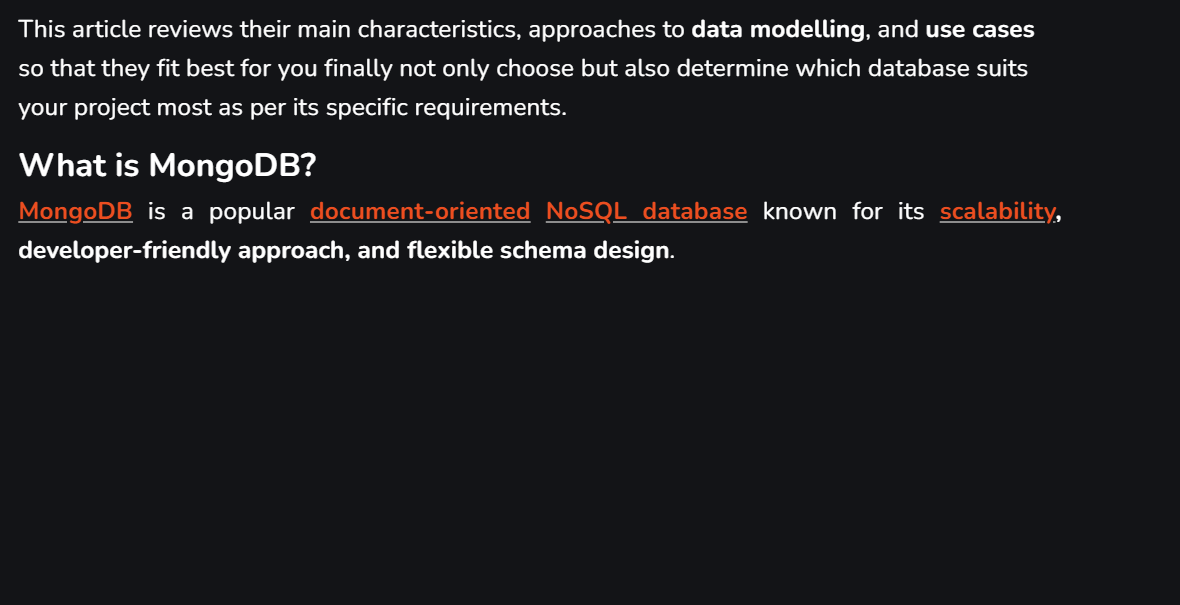 This article reviews their main characteristics, approaches to data modelling, and use cases
so that they fit best for you finally not only choose but also determine which database suits
your project most as per its specific requirements.
What is MongoDB?
MongoDB is a popular document-oriented NoSQL database known for its scalability,
developer-friendly approach, and flexible schema design.